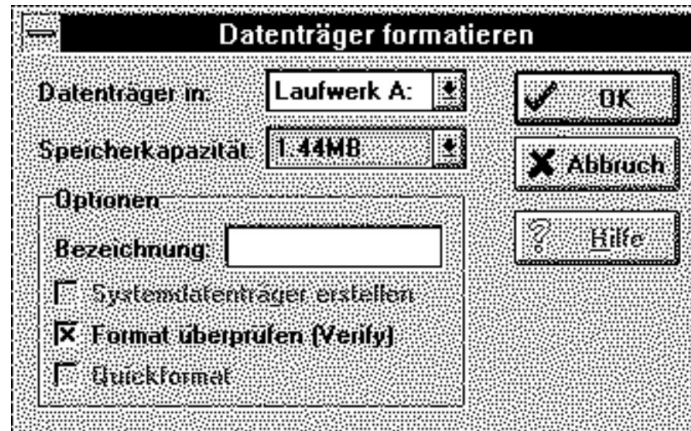 Datenträger formatieren
Datenträger in: Laufwerk A:
OK
Speicherkapazität 1.44MB
Abbruch
Optionen
Hilfe
Bezeichnung:
Systemdatenträger erstellen
Format überprüfen (Verify)
Quickformat